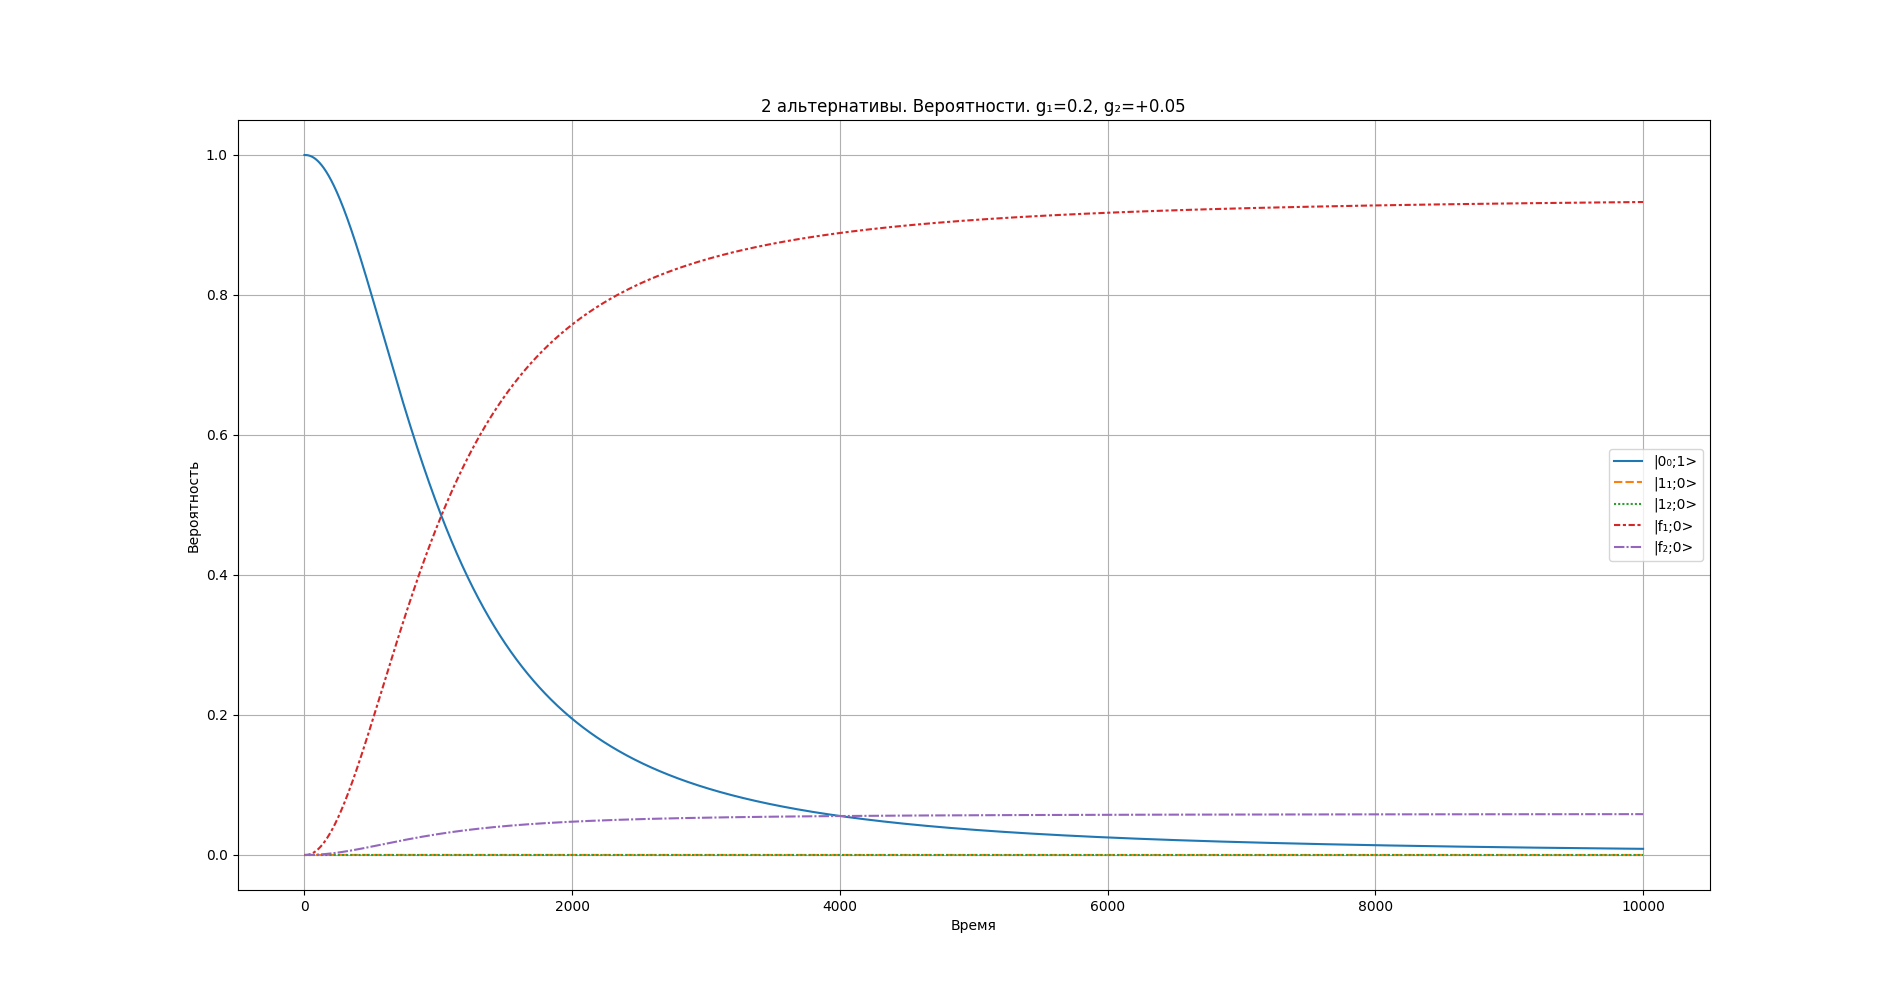 2 альтернативы. Вероятности. g₁=0.2, g₂=+0.05
1.0
0.8
0.6
0.4
0.2
0.0
Вероятность
|0₀;1>
|1₁;0>
|1₂;0>
|f₁;0>
|f₂;0>
0 2000 4000 6000 8000 10000
Время